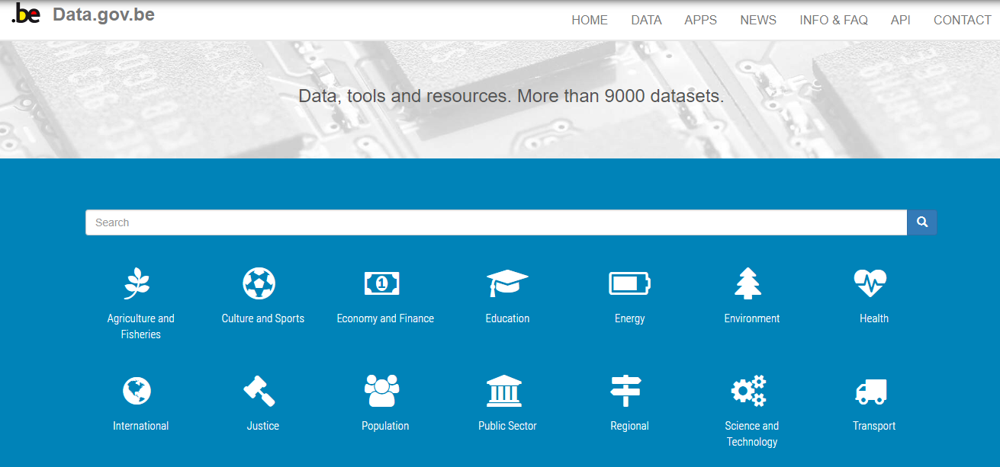 .be Data.gov.be
HOME DATA APPS NEWS INFO & FAQ API CONTACT
Data, tools and resources. More than 9000 datasets.
Search
1
Agriculture and
Fisheries
Culture and Sports
Economy and Finance
Education
Energy
Environment
Health
International
Justice
Population
Public Sector
Regional
Science and
Technology
Transport